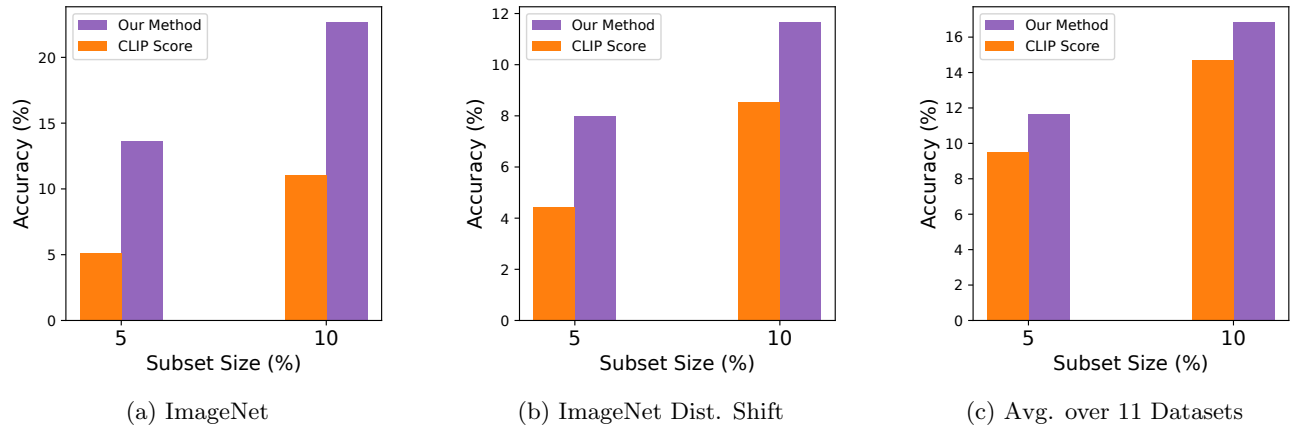 Our Method
CLIP Score
Accuracy (%)
20
15
10
5
0
5 10
Subset Size (%)
(a) ImageNet
Our Method
CLIP Score
Accuracy (%)
12
10
8
6
4
2
0
5 10
Subset Size (%)
(b) ImageNet Dist. Shift
Our Method
CLIP Score
Accuracy (%)
16
14
12
10
8
6
4
2
0
5 10
Subset Size (%)
(c) Avg. over 11 Datasets